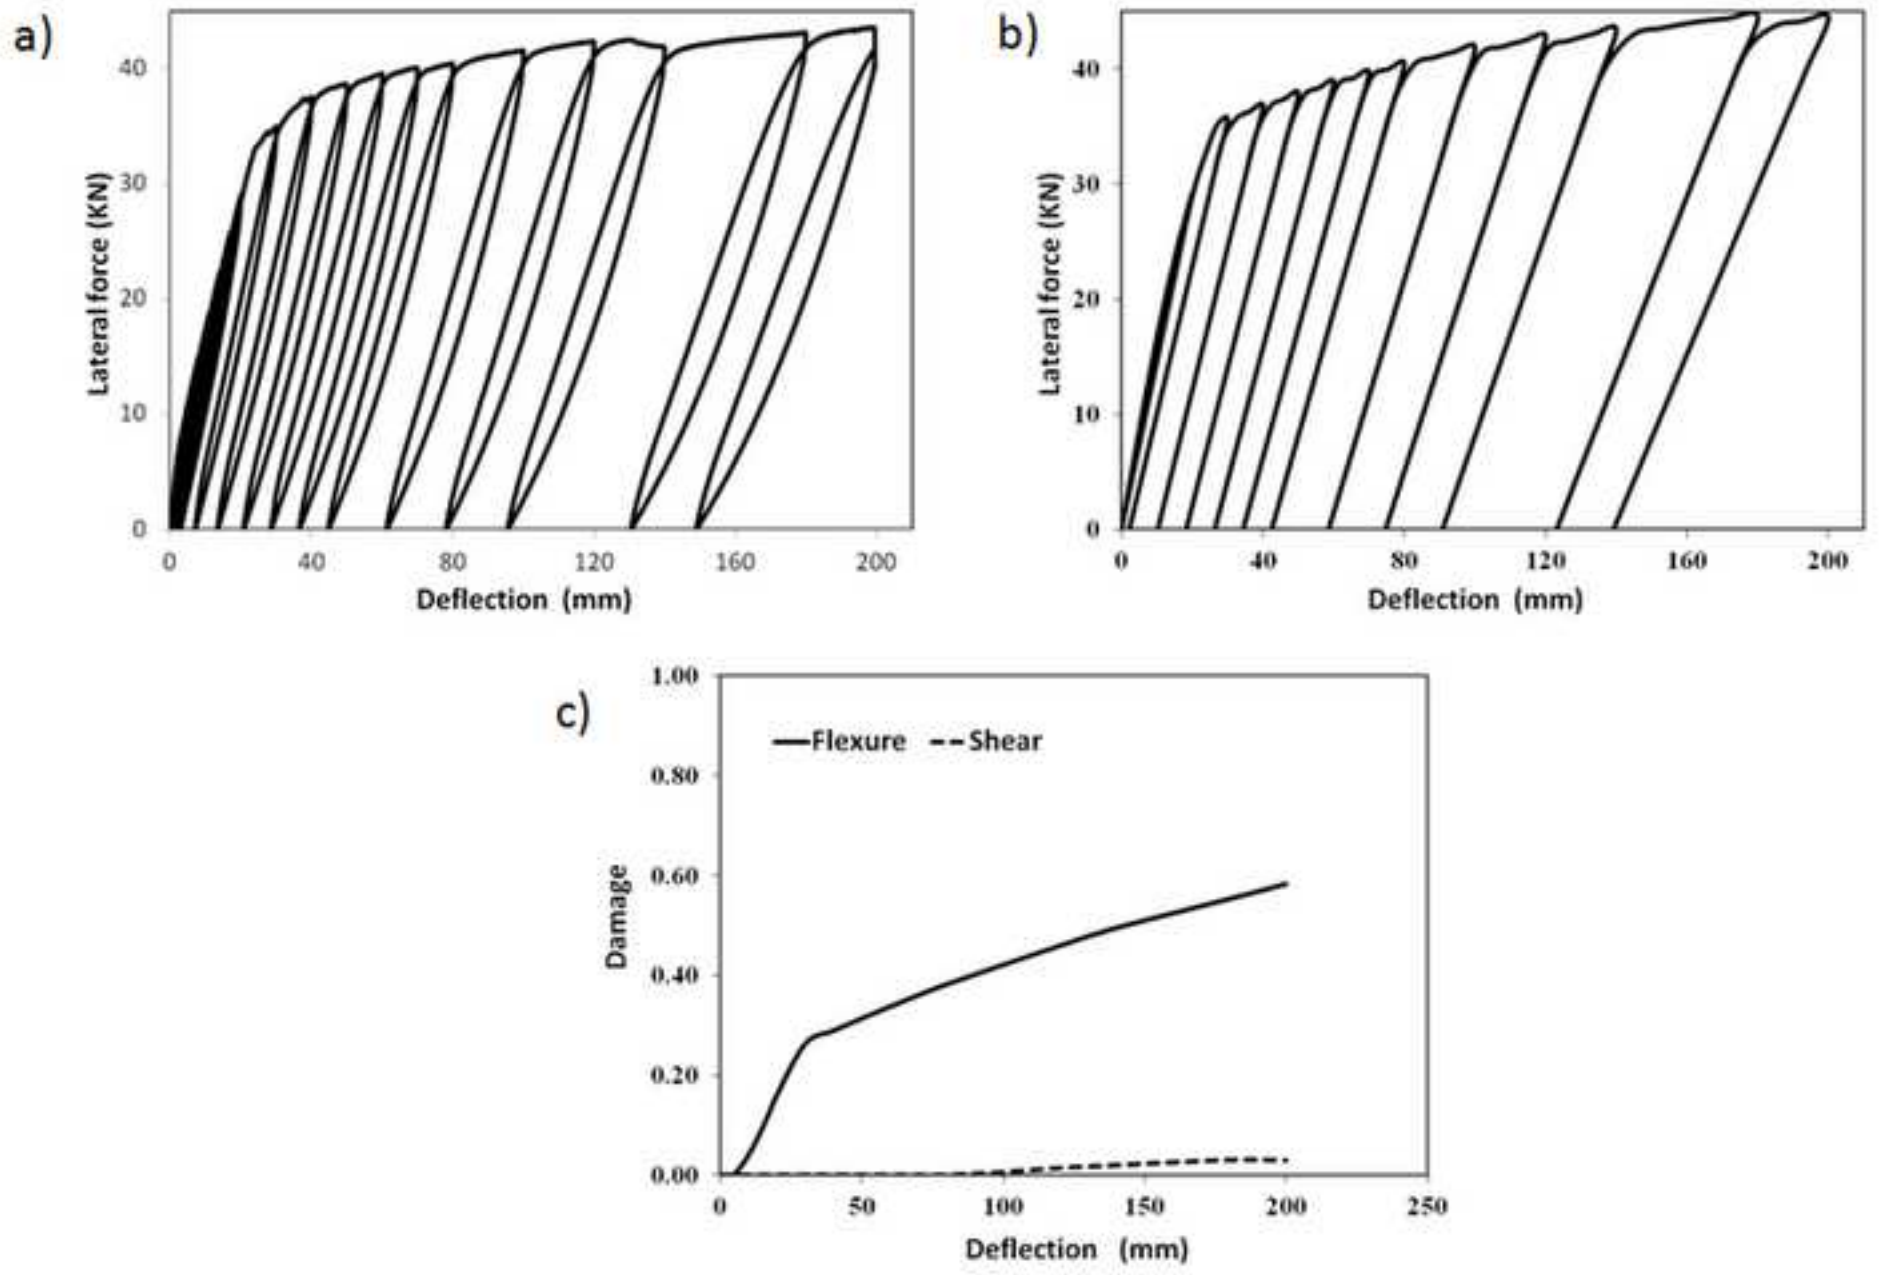 a)
40
30
20
10
0
Lateral force (KN)
0 40 80 120 160 200
Deflection (mm)
b)
40
30
20
10
0
Lateral force (KN)
0 40 80 120 160 200
Deflection (mm)
c)
1.00
0.80
0.60
0.40
0.20
0.00
Damage
Flexure Shear
0 50 100 150 200 250
Deflection (mm)